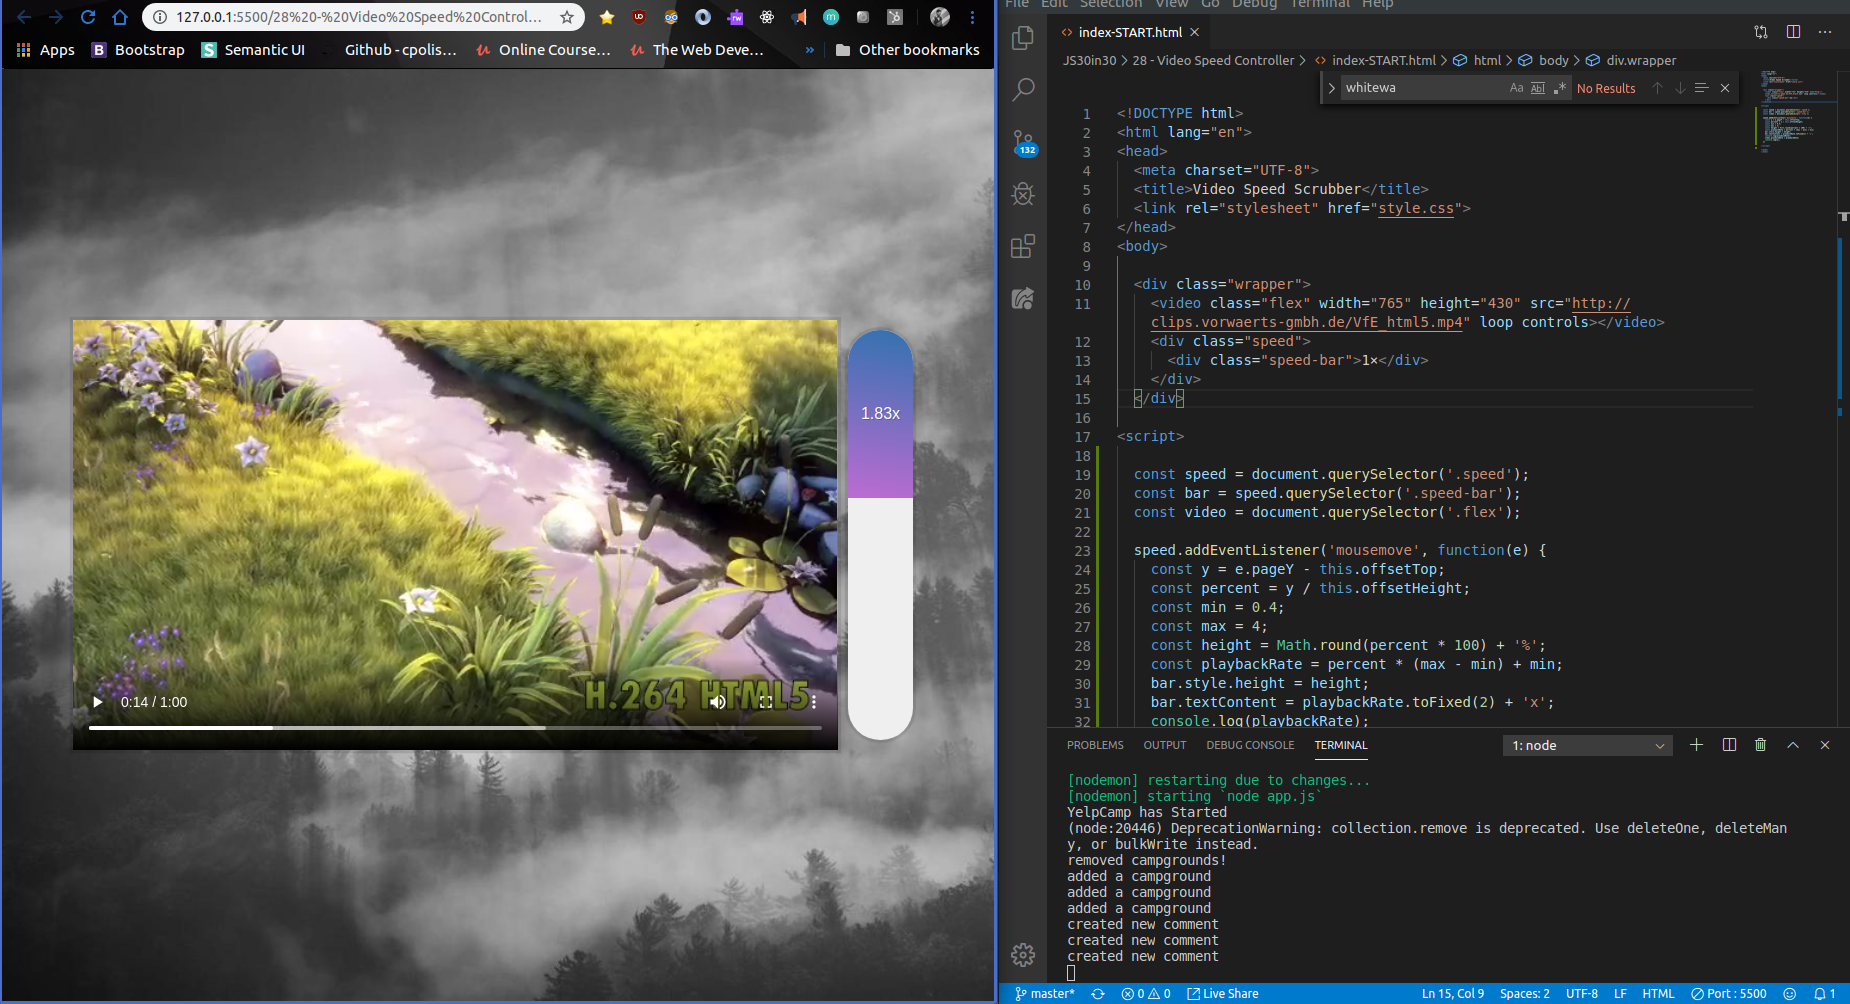 127.0.0.1:5500/28%20-%20Video%20Speed%20Control...
Apps Bootstrap Semantic UI Github - cpolis... Online Course... The Web Deve... » Other bookmarks
1.83x
H.264 HTML5
0:14 / 1:00
File Edit Selection View Go Debug Terminal Help
index-START.html
JS30in30 > 28 - Video Speed Controller > index-START.html > html > body > div.wrapper
whitewa Aa Abl .* No Results
132
1 <!DOCTYPE html>
2 <html lang="en">
3 <head>
4 <meta charset="UTF-8">
5 <title>Video Speed Scrubber</title>
6 <link rel="stylesheet" href="style.css">
7 </head>
8 <body>
9
10 <div class="wrapper">
11 <video class="flex" width="765" height="430" src="http://
clips.vorwaerts-gmbh.de/VfE_html5.mp4" loop controls></video>
12 <div class="speed">
13 <div class="speed-bar">1×</div>
14 </div>
15 </div>
16
17 <script>
18
19 const speed = document.querySelector('.speed');
20 const bar = speed.querySelector('.speed-bar');
21 const video = document.querySelector('.flex');
22
23 speed.addEventListener('mousemove', function(e) {
24 const y = e.pageY - this.offsetTop;
25 const percent = y / this.offsetHeight;
26 const min = 0.4;
27 const max = 4;
28 const height = Math.round(percent * 100) + '%';
29 const playbackRate = percent * (max - min) + min;
30 bar.style.height = height;
31 bar.textContent = playbackRate.toFixed(2) + 'x';
32 console.log(playbackRate);
PROBLEMS OUTPUT DEBUG CONSOLE TERMINAL 1: node
[nodemon] restarting due to changes...
[nodemon] starting `node app.js`
YelpCamp has Started
(node:20446) DeprecationWarning: collection.remove is deprecated. Use deleteOne, deleteMan
y, or bulkWrite instead.
removed campgrounds!
added a campground
added a campground
added a campground
created new comment
created new comment
created new comment
master* 0 0 Live Share Ln 15, Col 9 Spaces: 2 UTF-8 LF HTML Port : 5500 1